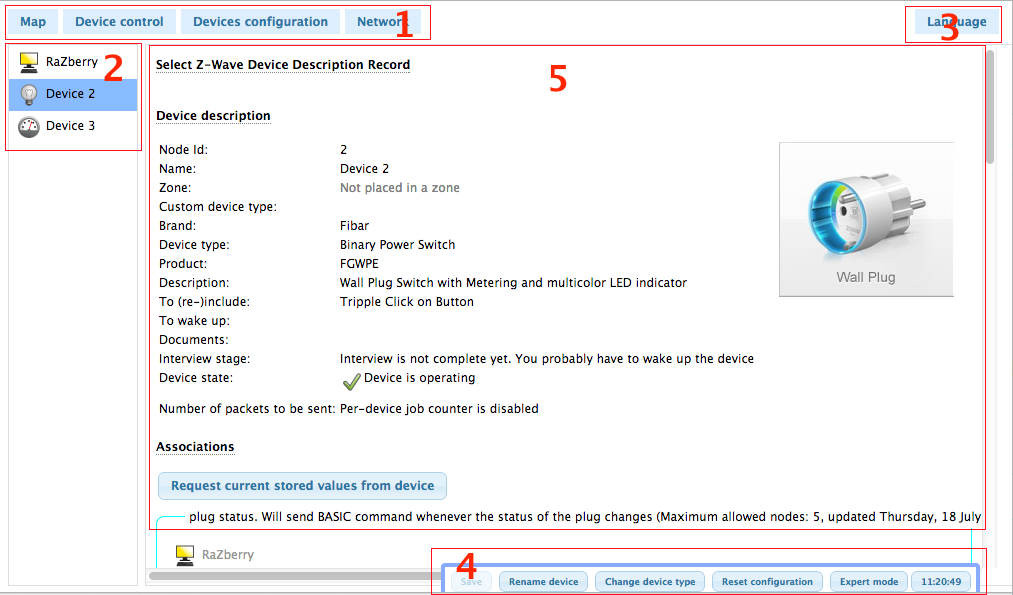 Map Device control Devices configuration Network 1 Language 3
RaZberry 2
Device 2
Device 3
Select Z-Wave Device Description Record 5
Device description
Node Id: 2
Name: Device 2
Zone: Not placed in a zone
Custom device type:
Brand: Fibar
Device type: Binary Power Switch
Product: FGWPE
Description: Wall Plug Switch with Metering and multicolor LED indicator
To (re-)include: Tripple Click on Button
To wake up:
Documents:
Interview stage: Interview is not complete yet. You probably have to wake up the device
Device state: Device is operating
Number of packets to be sent: Per-device job counter is disabled
Wall Plug
Associations
Request current stored values from device
plug status. Will send BASIC command whenever the status of the plug changes (Maximum allowed nodes: 5, updated Thursday, 18 July
RaZberry
4
Save Rename device Change device type Reset configuration Expert mode 11:20:49